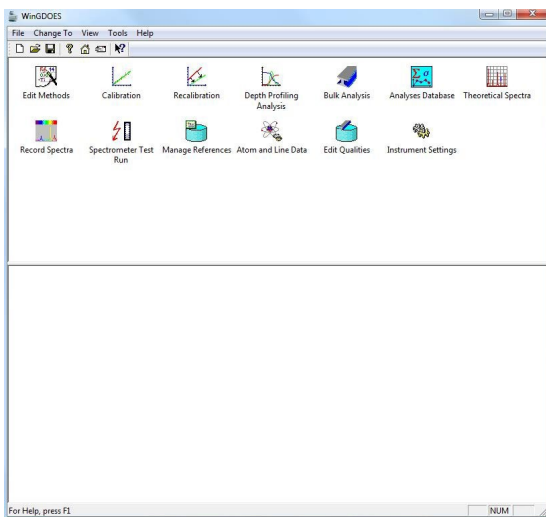 WinGDOES
File Change To View Tools Help
Edit Methods Calibration Recalibration Depth Profiling Analysis Bulk Analysis Analyses Database Theoretical Spectra
Record Spectra Spectrometer Test Run Manage References Atom and Line Data Edit Qualities Instrument Settings
For Help, press F1 NUM